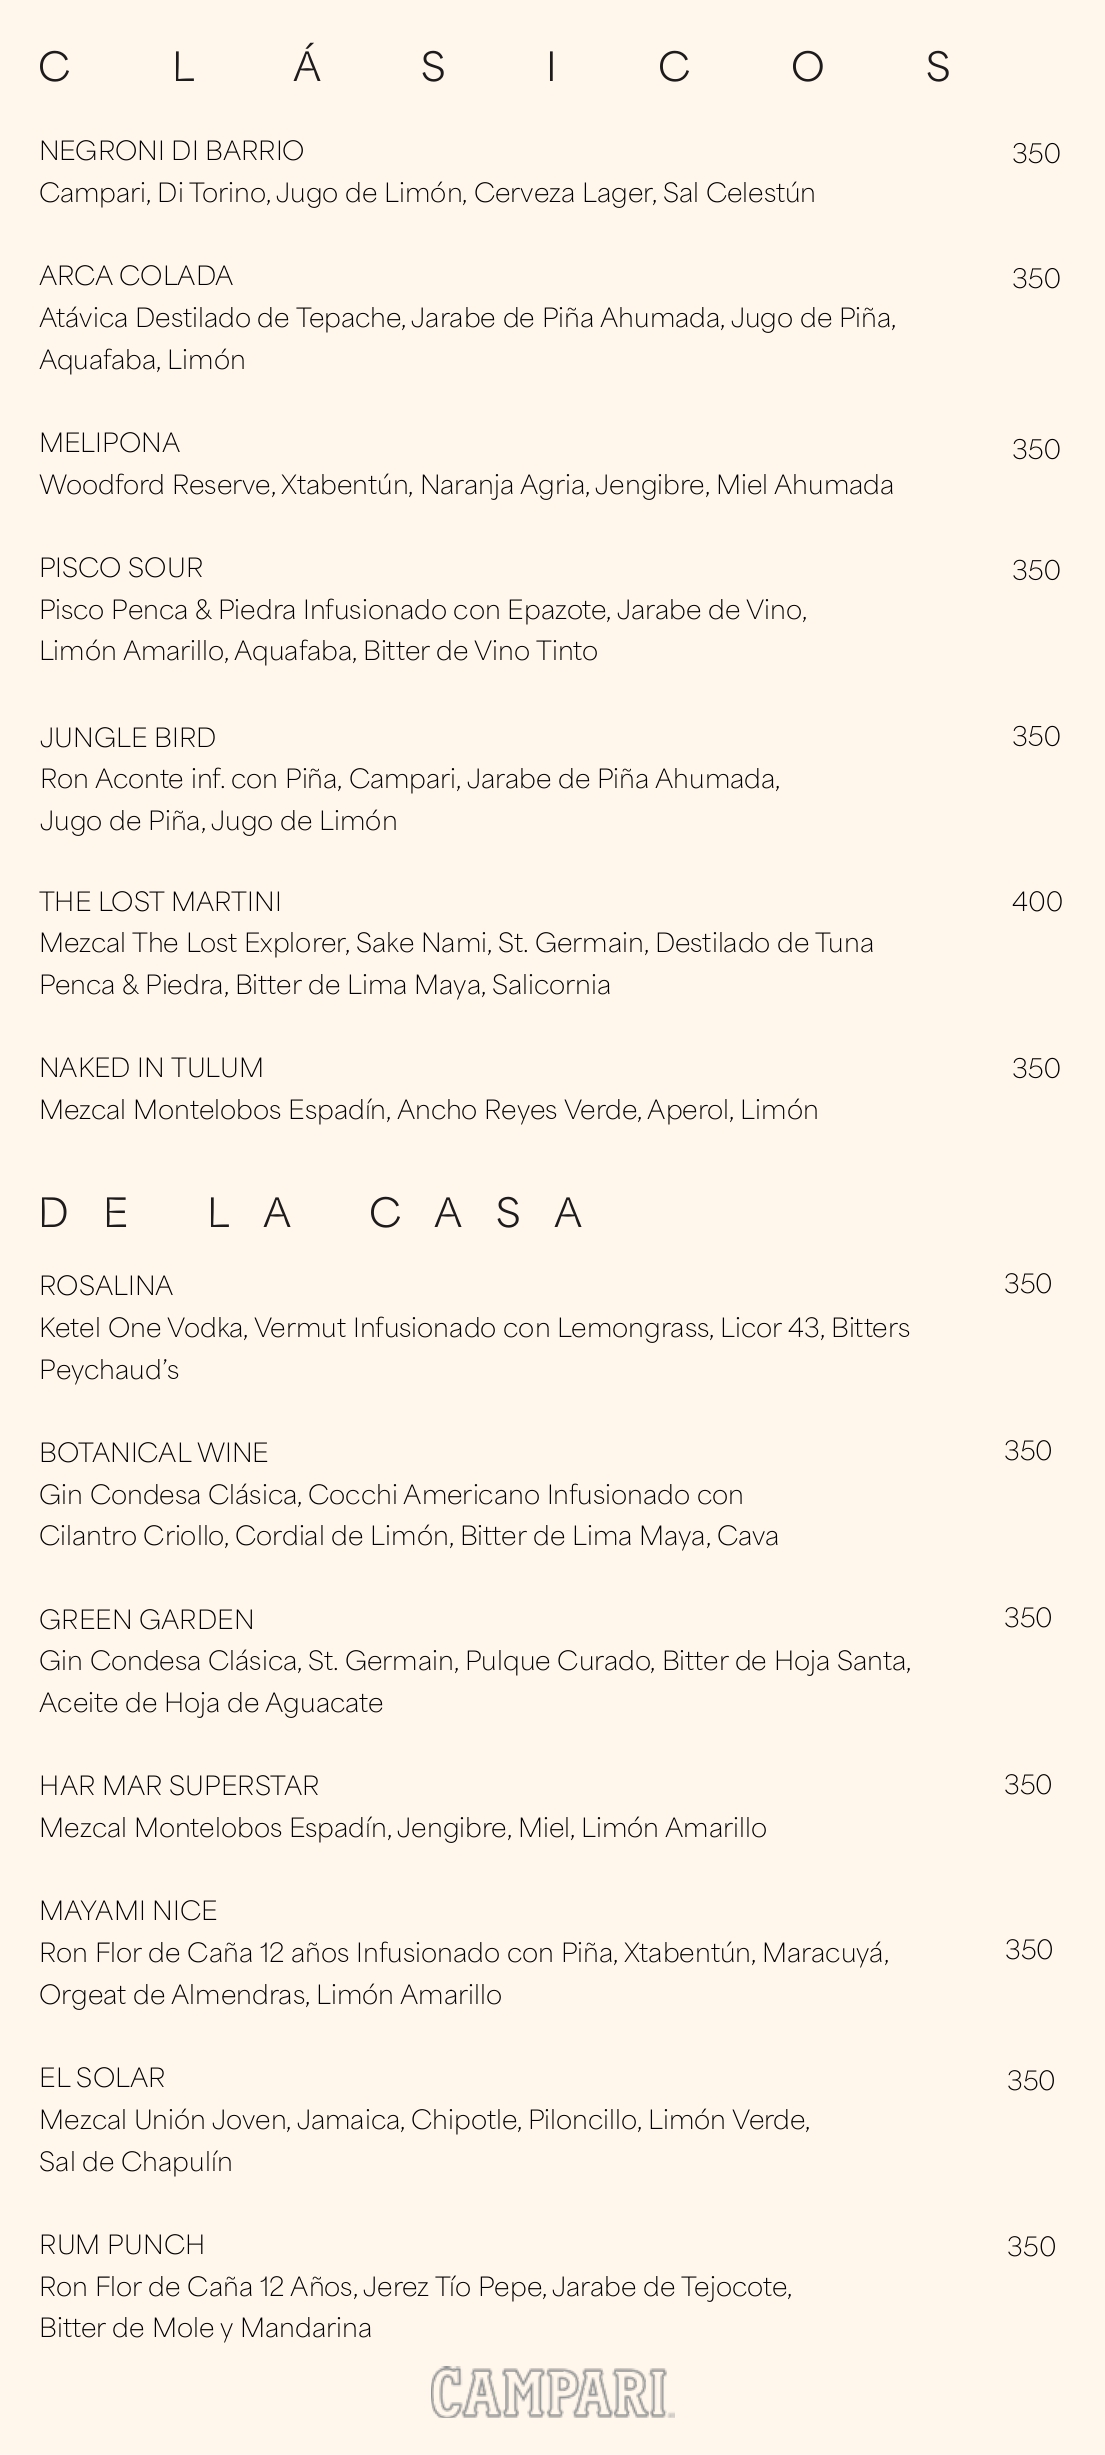 CLÁSICOS
NEGRONI DI BARRIO 350
Campari, Di Torino, Jugo de Limón, Cerveza Lager, Sal Celestún
ARCA COLADA 350
Atávica Destilado de Tepache, Jarabe de Piña Ahumada, Jugo de Piña,
Aquafaba, Limón
MELIPONA 350
Woodford Reserve, Xtabentún, Naranja Agria, Jengibre, Miel Ahumada
PISCO SOUR 350
Pisco Penca & Piedra Infusionado con Epazote, Jarabe de Vino,
Limón Amarillo, Aquafaba, Bitter de Vino Tinto
JUNGLE BIRD 350
Ron Aconte inf. con Piña, Campari, Jarabe de Piña Ahumada,
Jugo de Piña, Jugo de Limón
THE LOST MARTINI 400
Mezcal The Lost Explorer, Sake Nami, St. Germain, Destilado de Tuna
Penca & Piedra, Bitter de Lima Maya, Salicornia
NAKED IN TULUM 350
Mezcal Montelobos Espadín, Ancho Reyes Verde, Aperol, Limón
DE LA CASA
ROSALINA 350
Ketel One Vodka, Vermut Infusionado con Lemongrass, Licor 43, Bitters
Peychaud’s
BOTANICAL WINE 350
Gin Condesa Clásica, Cocchi Americano Infusionado con
Cilantro Criollo, Cordial de Limón, Bitter de Lima Maya, Cava
GREEN GARDEN 350
Gin Condesa Clásica, St. Germain, Pulque Curado, Bitter de Hoja Santa,
Aceite de Hoja de Aguacate
HAR MAR SUPERSTAR 350
Mezcal Montelobos Espadín, Jengibre, Miel, Limón Amarillo
MAYAMI NICE
Ron Flor de Caña 12 años Infusionado con Piña, Xtabentún, Maracuyá, 350
Orgeat de Almendras, Limón Amarillo
EL SOLAR 350
Mezcal Unión Joven, Jamaica, Chipotle, Piloncillo, Limón Verde,
Sal de Chapulín
RUM PUNCH 350
Ron Flor de Caña 12 Años, Jerez Tío Pepe, Jarabe de Tejocote,
Bitter de Mole y Mandarina
CAMPARI